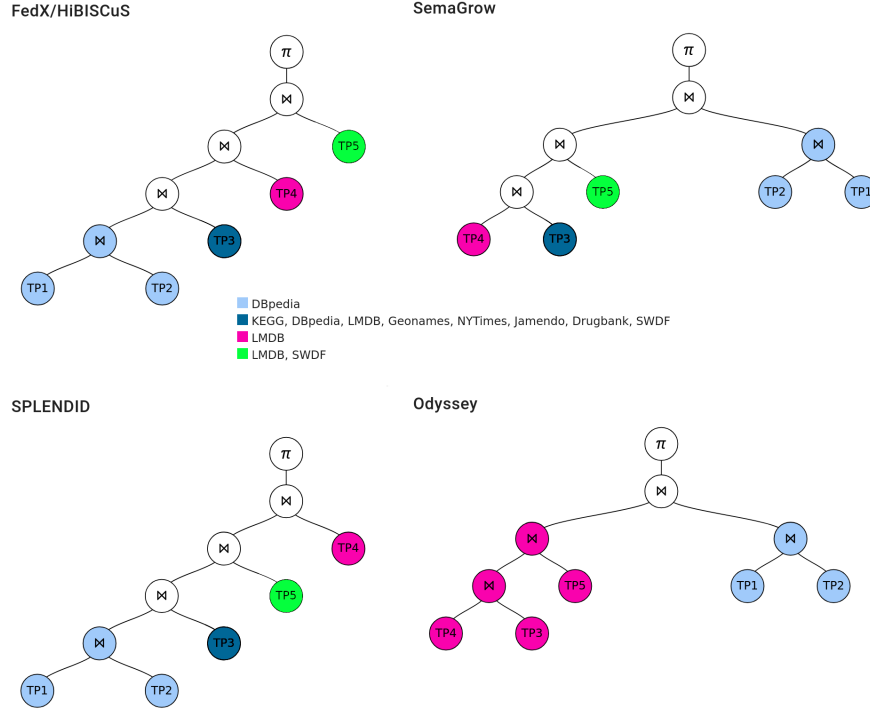 FedX/HiBISCuS
π
⋈
⋈
TP5
⋈
TP4
⋈
TP3
TP1
TP2
SemaGrow
π
⋈
⋈
⋈
⋈
TP5
TP2
TP1
TP4
TP3
DBpedia
KEGG, DBpedia, LMDB, Geonames, NYTimes, Jamendo, Drugbank, SWDF
LMDB
LMDB, SWDF
SPLENDID
π
⋈
⋈
TP4
⋈
TP5
⋈
TP3
TP1
TP2
Odyssey
π
⋈
⋈
⋈
⋈
TP5
TP1
TP2
TP4
TP3